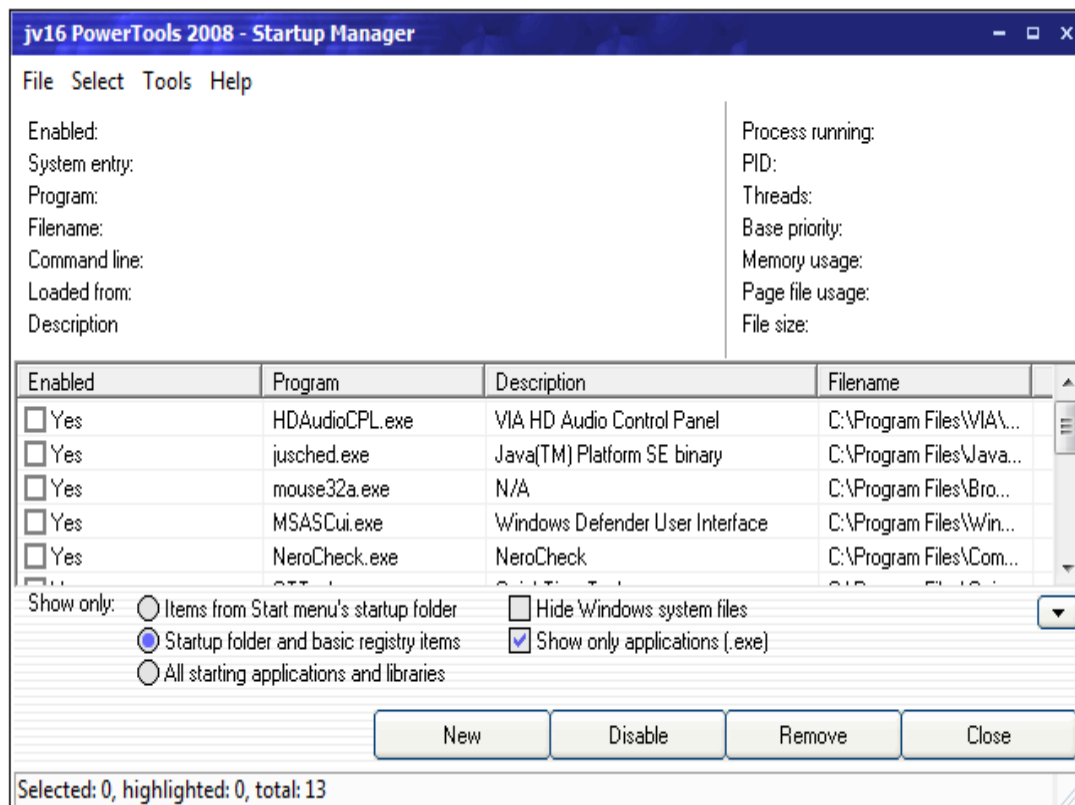 jv16 PowerTools 2008 - Startup Manager
File Select Tools Help
Enabled:
System entry:
Program:
Filename:
Command line:
Loaded from:
Description
Process running:
PID:
Threads:
Base priority:
Memory usage:
Page file usage:
File size:
Enabled Program Description Filename
Yes HDAudioCPL.exe VIA HD Audio Control Panel C:\Program Files\VIA\...
Yes jusched.exe Java(TM) Platform SE binary C:\Program Files\Java...
Yes mouse32a.exe N/A C:\Program Files\Bro...
Yes MSASCui.exe Windows Defender User Interface C:\Program Files\Win...
Yes NeroCheck.exe NeroCheck C:\Program Files\Com...
Show only:
Items from Start menu's startup folder
Startup folder and basic registry items
All starting applications and libraries
Hide Windows system files
Show only applications (.exe)
New Disable Remove Close
Selected: 0, highlighted: 0, total: 13